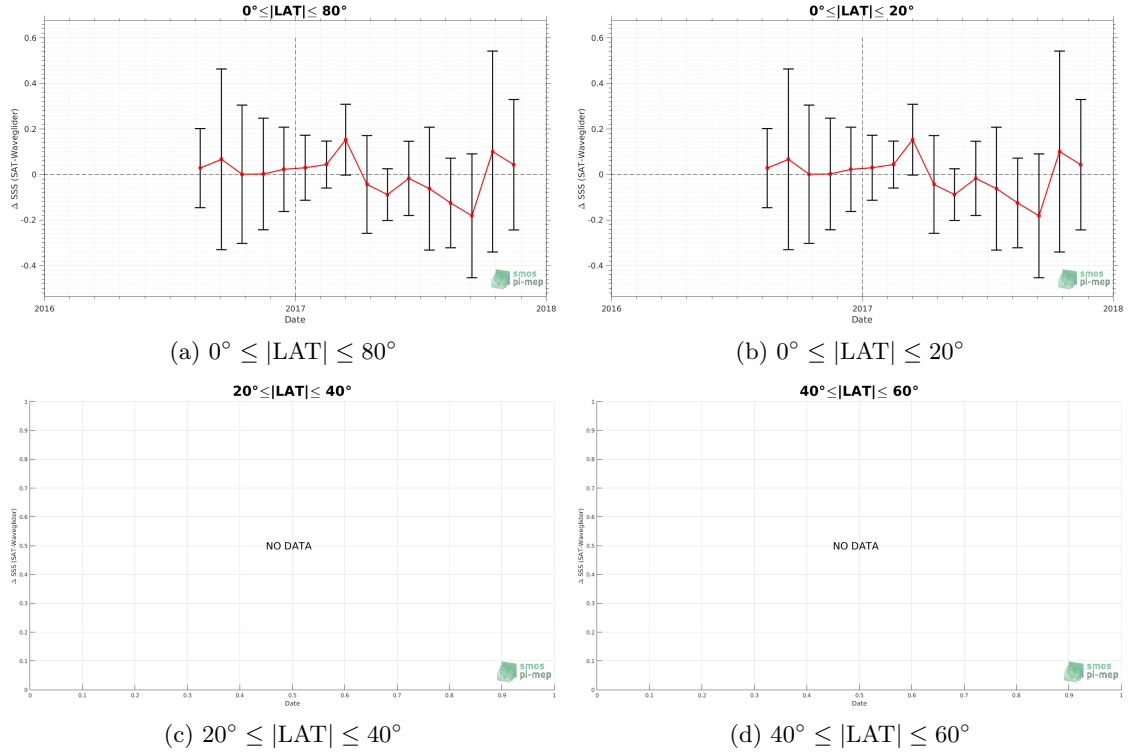 0°≤|LAT|≤ 80°
0.6
0.4
0.2
0
-0.2
-0.4
Δ SSS (SAT-Waveglider)
2016
2017
2018
Date
smos
pi-mep
(a) 0° ≤ |LAT| ≤ 80°
0°≤|LAT|≤ 20°
0.6
0.4
0.2
0
-0.2
-0.4
Δ SSS (SAT-Waveglider)
2016
2017
2018
Date
smos
pi-mep
(b) 0° ≤ |LAT| ≤ 20°
20°≤|LAT|≤ 40°
1
0.9
0.8
0.7
0.6
0.5
0.4
0.3
0.2
0.1
0
Δ SSS (SAT-Waveglider)
NO DATA
0 0.1 0.2 0.3 0.4 0.5 0.6 0.7 0.8 0.9 1
Date
smos
pi-mep
(c) 20° ≤ |LAT| ≤ 40°
40°≤|LAT|≤ 60°
1
0.9
0.8
0.7
0.6
0.5
0.4
0.3
0.2
0.1
0
Δ SSS (SAT-Waveglider)
NO DATA
0 0.1 0.2 0.3 0.4 0.5 0.6 0.7 0.8 0.9 1
Date
smos
pi-mep
(d) 40° ≤ |LAT| ≤ 60°